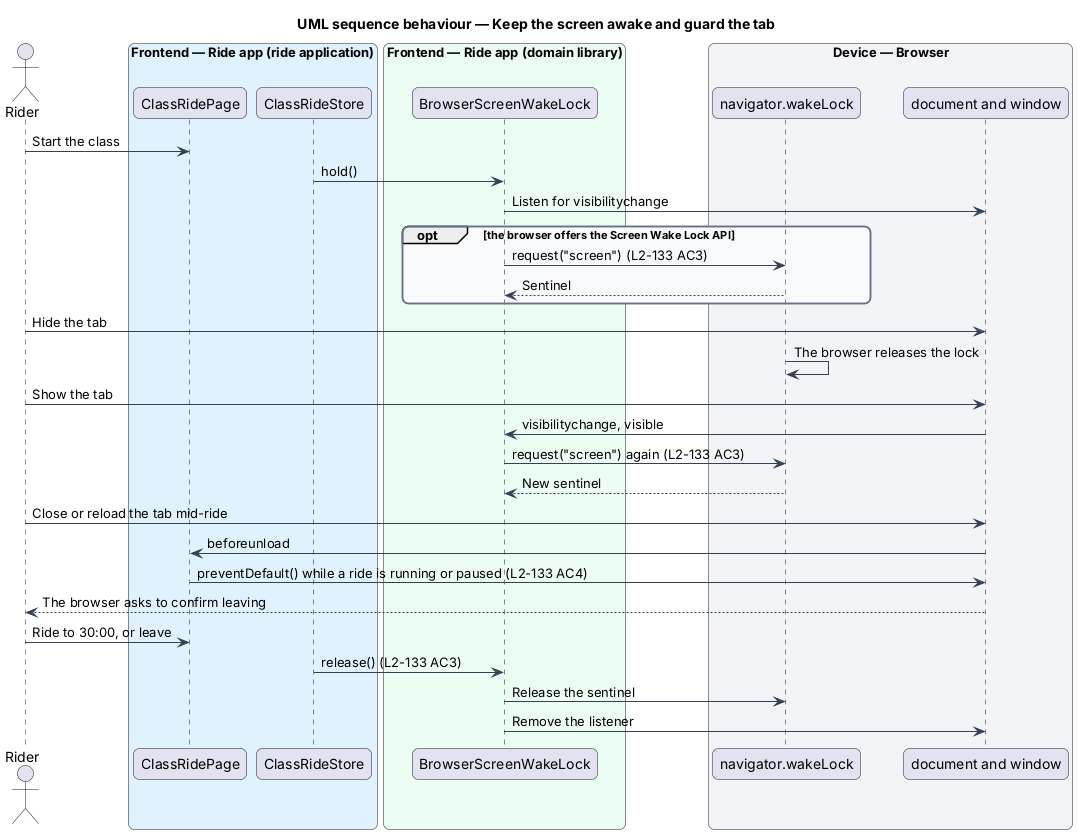 UML sequence behaviour — Keep the screen awake and guard the tab
Frontend — Ride app (ride application)
Frontend — Ride app (domain library)
Device — Browser
Rider
ClassRidePage
ClassRideStore
BrowserScreenWakeLock
navigator.wakeLock
document and window
Start the class
hold()
Listen for visibilitychange
opt
[the browser offers the Screen Wake Lock API]
request("screen") (L2-133 AC3)
Sentinel
Hide the tab
The browser releases the lock
Show the tab
visibilitychange, visible
request("screen") again (L2-133 AC3)
New sentinel
Close or reload the tab mid-ride
beforeunload
preventDefault() while a ride is running or paused (L2-133 AC4)
The browser asks to confirm leaving
Ride to 30:00, or leave
release() (L2-133 AC3)
Release the sentinel
Remove the listener
Rider
ClassRidePage
ClassRideStore
BrowserScreenWakeLock
navigator.wakeLock
document and window